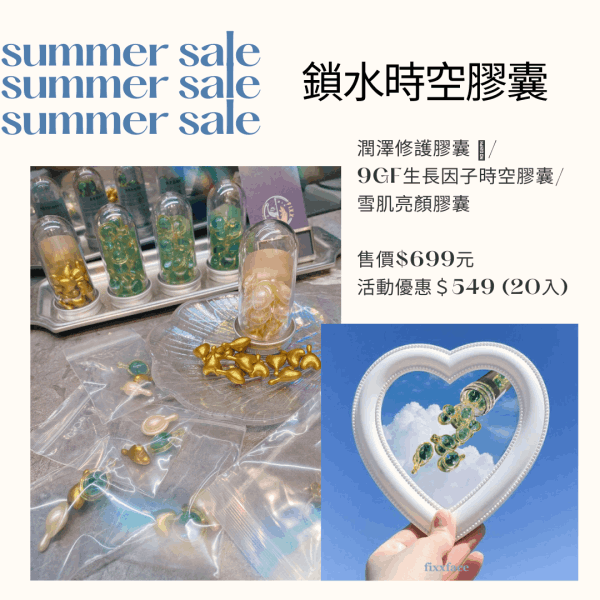 summer sale
summer sale
summer sale
鎖水時空膠囊
潤澤修護膠囊 /
9GF生長因子時空膠囊/
雪肌亮顏膠囊
售價$699元
活動優惠$549 (20入)
fixxface